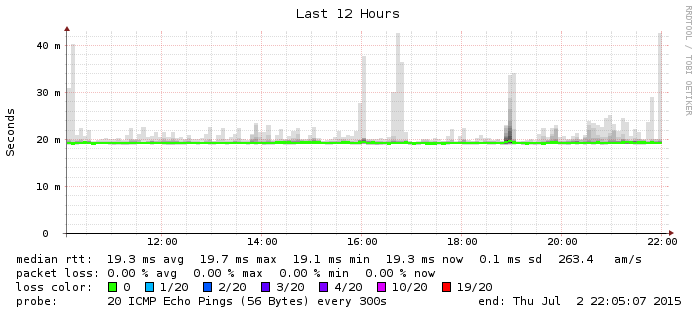 Last 12 Hours
RRDTOOL / TOBI OETIKER
Seconds
40 m
30 m
20 m
10 m
0
12:00 14:00 16:00 18:00 20:00 22:00
median rtt: 19.3 ms avg 19.7 ms max 19.1 ms min 19.3 ms now 0.1 ms sd 263.4 am/s
packet loss: 0.00 % avg 0.00 % max 0.00 % min 0.00 % now
loss color: 0 1/20 2/20 3/20 4/20 10/20 19/20
probe: 20 ICMP Echo Pings (56 Bytes) every 300s end: Thu Jul 2 22:05:07 2015